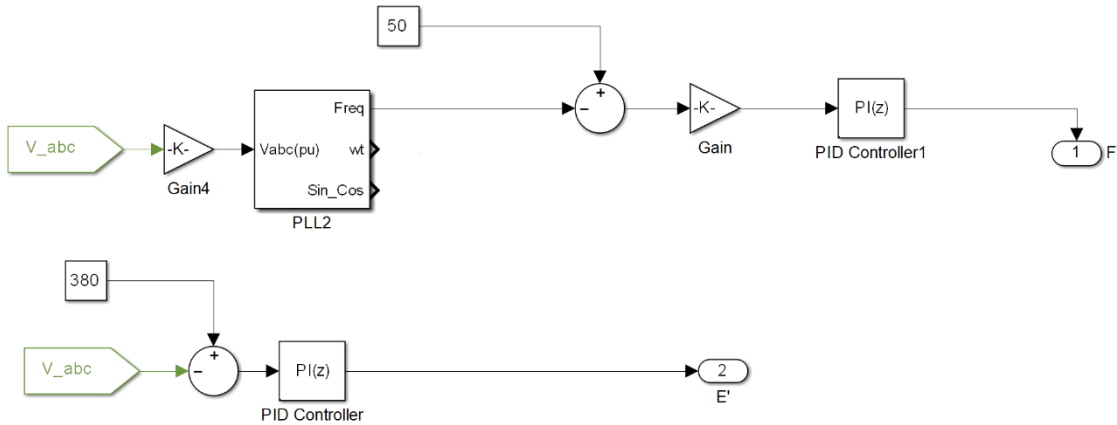 50
Freq
+
−
PI(z)
V_abc
-K-
Vabc(pu)
wt
-K-
1
F
Gain
PID Controller1
Gain4
Sin_Cos
PLL2
380
+
V_abc
−
PI(z)
2
E'
PID Controller